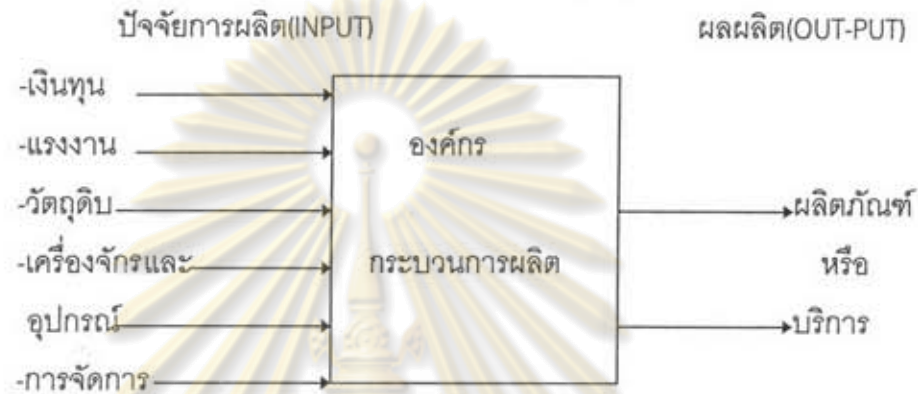 ปัจจัยการผลิต(INPUT) ผลผลิต(OUT-PUT)
-เงินทุน
-แรงงาน องค์กร
-วัตถุดิบ ผลิตภัณฑ์
-เครื่องจักรและ กระบวนการผลิต หรือ
อุปกรณ์ บริการ
-การจัดการ